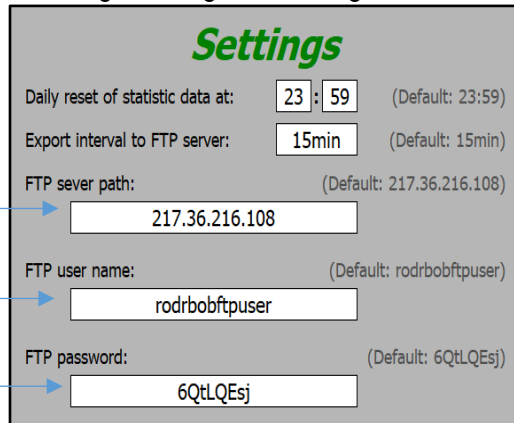 Settings
Daily reset of statistic data at: 23 : 59 (Default: 23:59)
Export interval to FTP server: 15min (Default: 15min)
FTP sever path: (Default: 217.36.216.108)
217.36.216.108
FTP user name: (Default: rodrbobftpuser)
rodrbobftpuser
FTP password: (Default: 6QtLQEsj)
6QtLQEsj